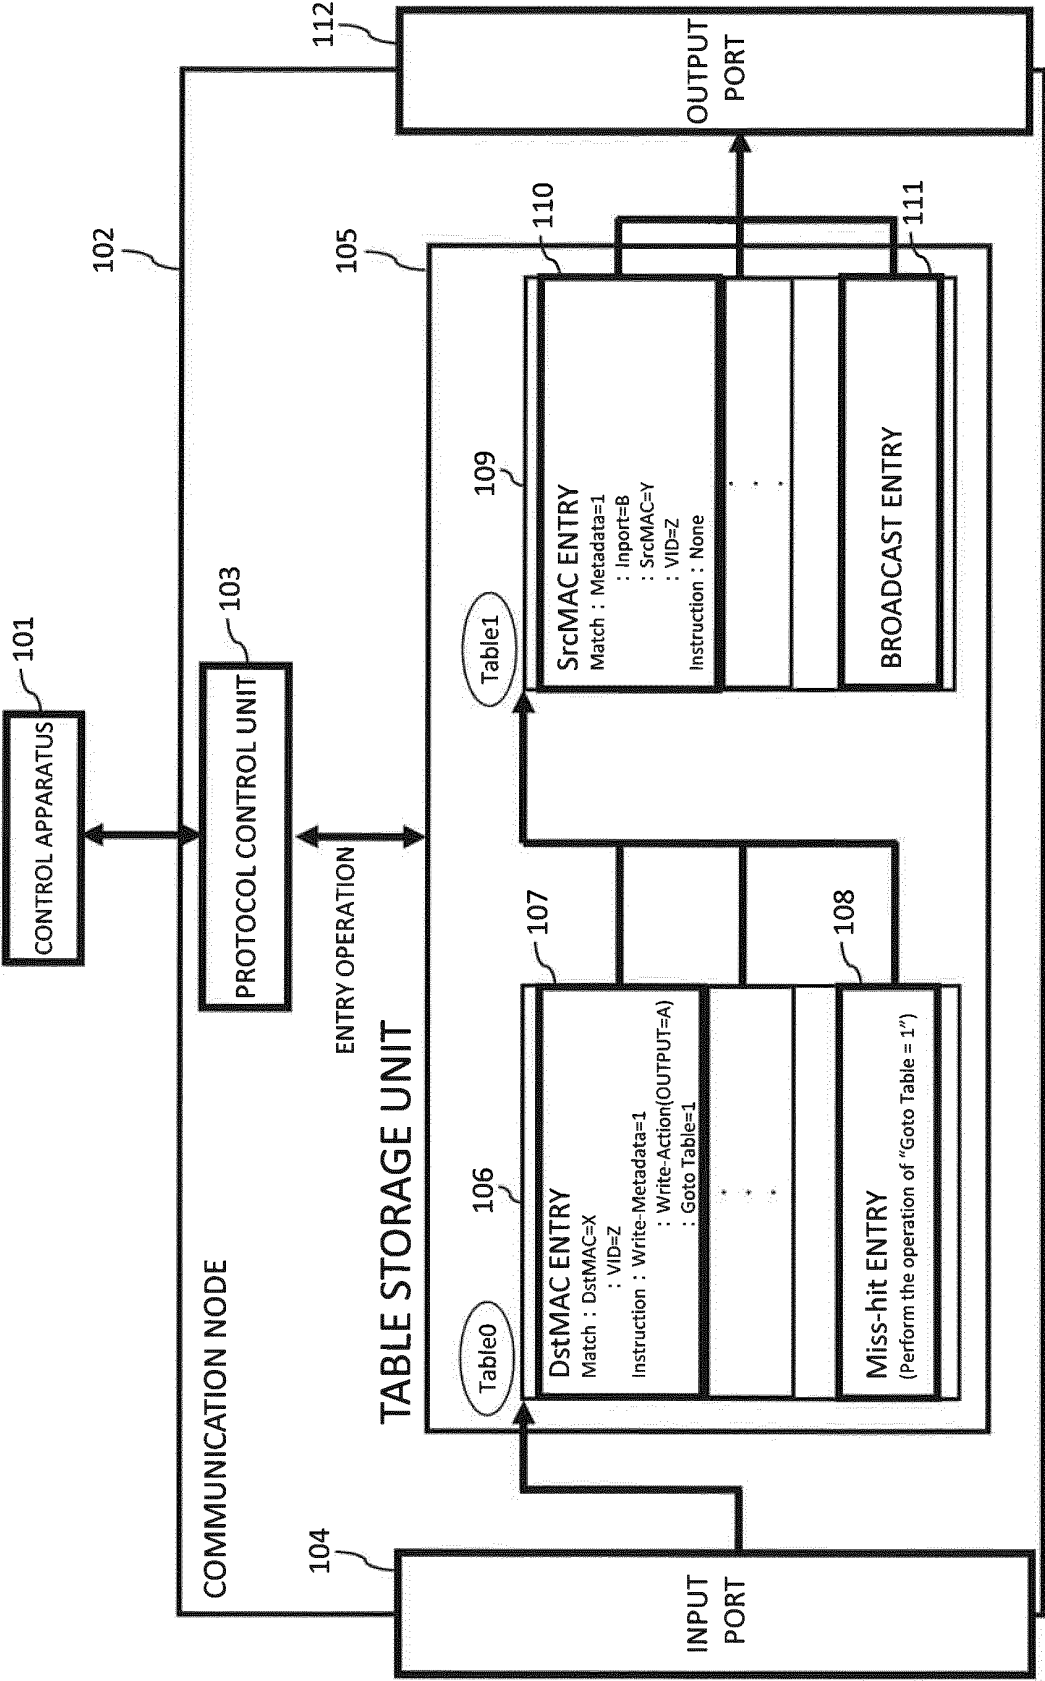 101
CONTROL APPARATUS
102
103
PROTOCOL CONTROL UNIT
COMMUNICATION NODE
ENTRY OPERATION
105
TABLE STORAGE UNIT
104
INPUT
PORT
Table0
106
107
DstMAC ENTRY
Match : DstMAC=X
: VID=Z
Instruction : Write-Metadata=1
: Write-Action(OUTPUT=A)
: Goto Table=1
. . .
108
Miss-hit ENTRY
(Perform the operation of “Goto Table = 1”)
Table1
109
110
SrcMAC ENTRY
Match : Metadata=1
: Inport=B
: SrcMAC=Y
: VID=Z
Instruction : None
. . .
111
BROADCAST ENTRY
112
OUTPUT
PORT